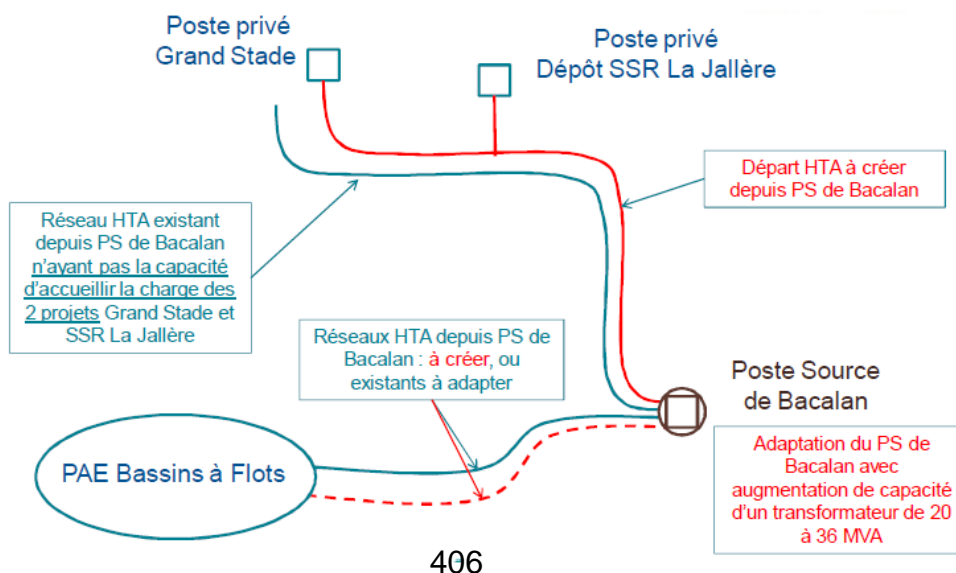 Poste privé
Grand Stade
Poste privé
Dépôt SSR La Jallère
Départ HTA à créer
depuis PS de Bacalan
Réseau HTA existant
depuis PS de Bacalan
n'ayant pas la capacité
d'accueillir la charge des
2 projets Grand Stade et
SSR La Jallère
Réseaux HTA depuis PS de
Bacalan : à créer, ou
existants à adapter
Poste Source
de Bacalan
PAE Bassins à Flots
Adaptation du PS de
Bacalan avec
augmentation de capacité
d'un transformateur de 20
à 36 MVA
406